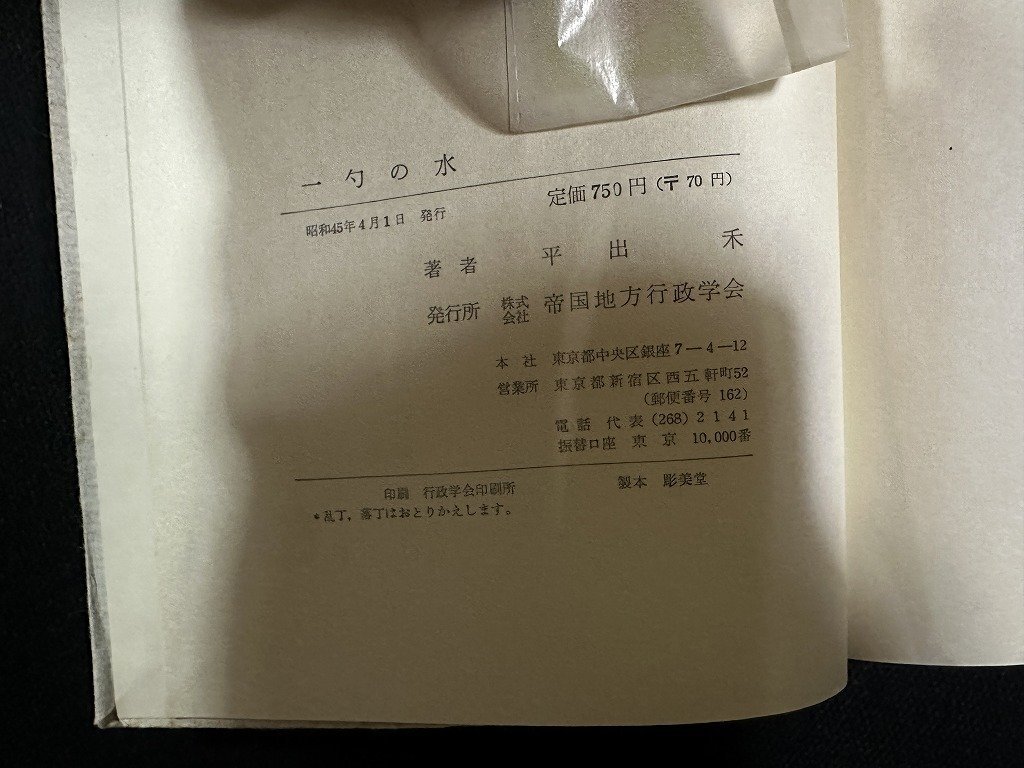 一勺の水
定価750円(〒70円)
昭和45年4月1日 発行
著者 平出 禾
発行所 株式会社 帝国地方行政学会
本社 東京都中央区銀座7―4―12
営業所 東京都新宿区西五軒町52
(郵便番号 162)
電話 代表 (268) 2141
振替口座 東京 10,000番
印刷 行政学会印刷所 製本 彫美堂
*乱丁,落丁はおとりかえします。